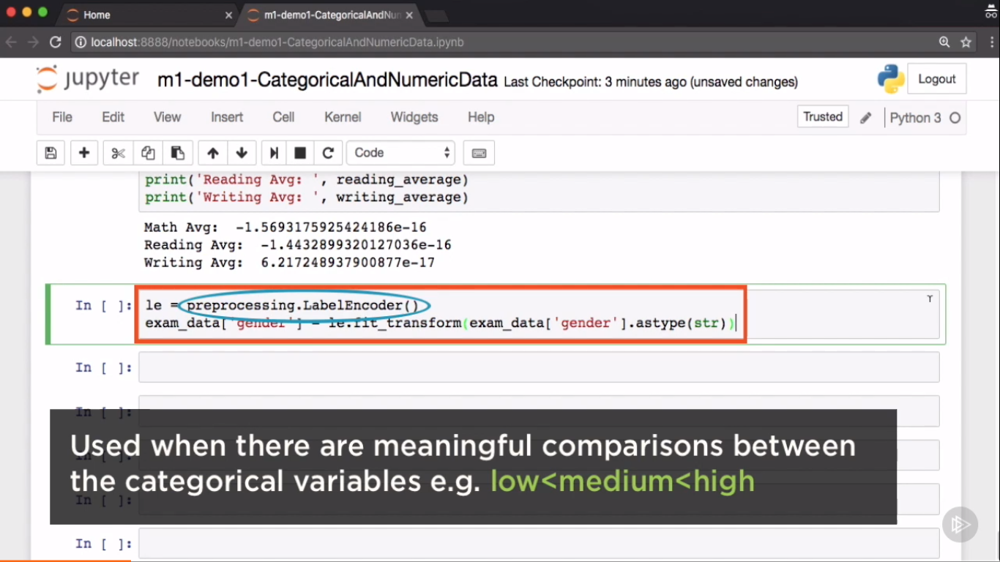 Home
m1-demo1-CategoricalAndNun
localhost:8888/notebooks/m1-demo1-CategoricalAndNumericData.ipynb
jupyter m1-demo1-CategoricalAndNumericData Last Checkpoint: 3 minutes ago (unsaved changes)
Logout
File Edit View Insert Cell Kernel Widgets Help
Trusted
Python 3
Code
print('Reading Avg: ', reading_average)
print('Writing Avg: ', writing_average)
Math Avg:  -1.5693175925424186e-16
Reading Avg:  -1.4432899320127036e-16
Writing Avg:  6.217248937900877e-17
In [ ]: le = preprocessing.LabelEncoder()
exam_data['gender'] = le.fit_transform(exam_data['gender'].astype(str))
In [ ]:
In [ ]:
Used when there are meaningful comparisons between
In [ ]:
the categorical variables e.g. low<medium<high
In [ ]:
In [ ]: